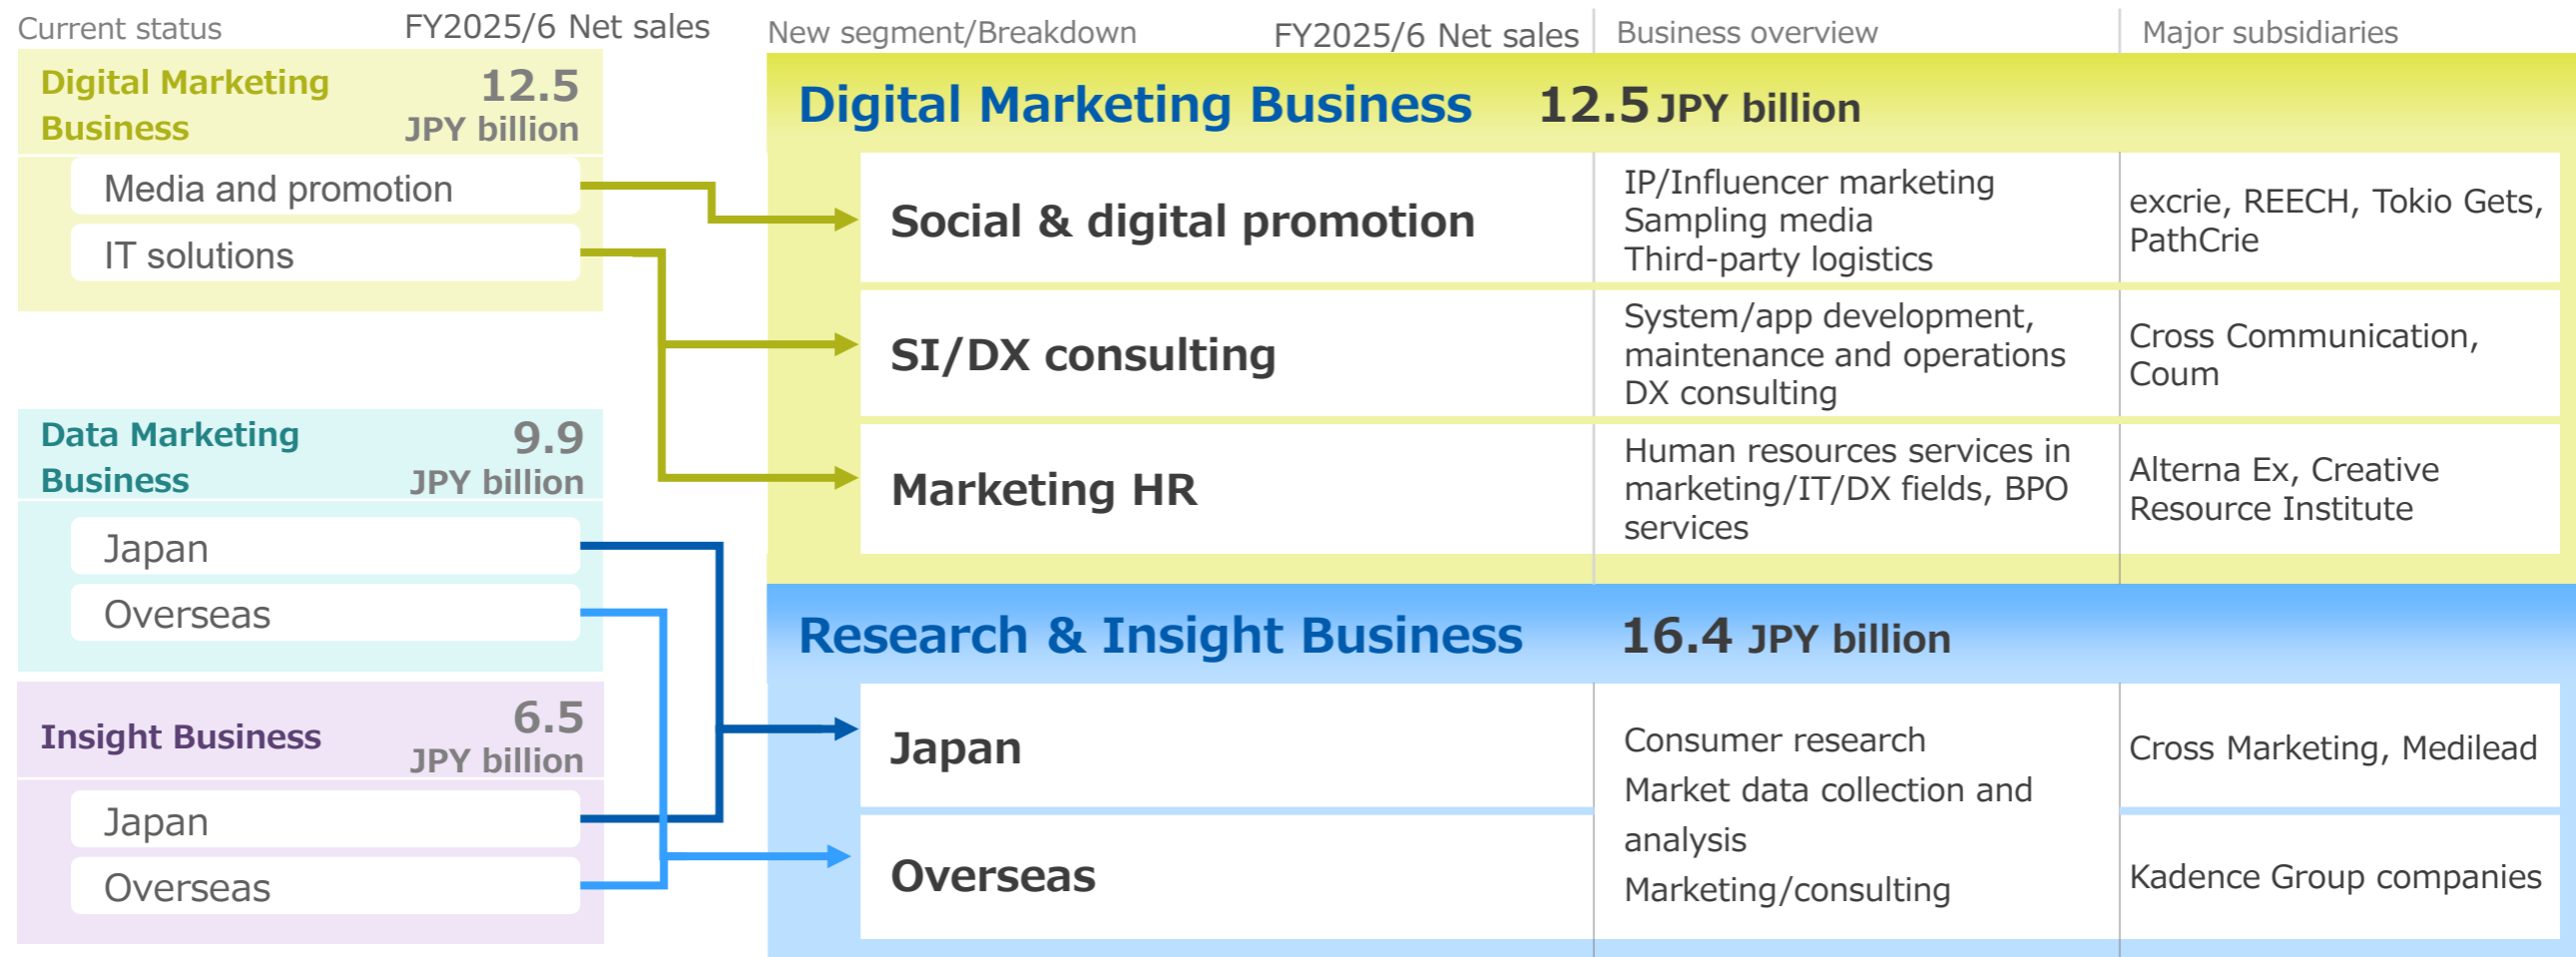 Current status
FY2025/6 Net sales
Digital Marketing
Business
12.5
JPY billion
Media and promotion
IT solutions
Data Marketing
Business
9.9
JPY billion
Japan
Overseas
Insight Business
6.5
JPY billion
Japan
Overseas
New segment/Breakdown
FY2025/6 Net sales
Business overview
Major subsidiaries
Digital Marketing Business
12.5 JPY billion
Social & digital promotion
IP/Influencer marketing
Sampling media
Third-party logistics
excrie, REECH, Tokio Gets,
PathCrie
SI/DX consulting
System/app development,
maintenance and operations
DX consulting
Cross Communication,
Coum
Marketing HR
Human resources services in
marketing/IT/DX fields, BPO
services
Alterna Ex, Creative
Resource Institute
Research & Insight Business
16.4 JPY billion
Japan
Overseas
Consumer research
Market data collection and
analysis
Marketing/consulting
Cross Marketing, Medilead
Kadence Group companies